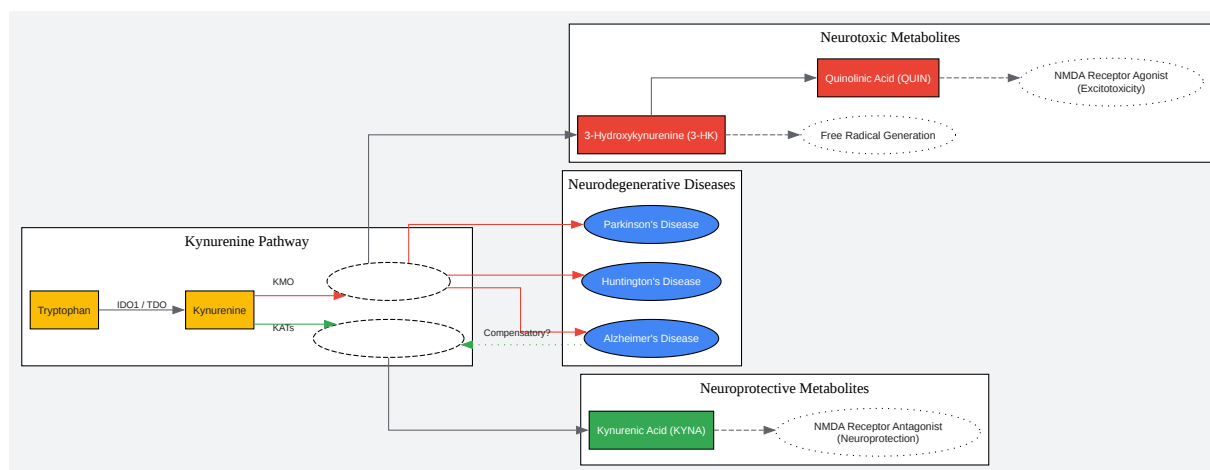 Neurotoxic Metabolites
Quinolinic Acid (QUIN)
NMDA Receptor Agonist
(Excitotoxicity)
3-Hydroxykynurenine (3-HK)
Free Radical Generation
Neurodegenerative Diseases
Parkinson's Disease
Huntington's Disease
Alzheimer's Disease
Kynurenine Pathway
Tryptophan
IDO1 / TDO
Kynurenine
KMO
KATs
Compensatory?
Neuroprotective Metabolites
Kynurenic Acid (KYNA)
NMDA Receptor Antagonist
(Neuroprotection)